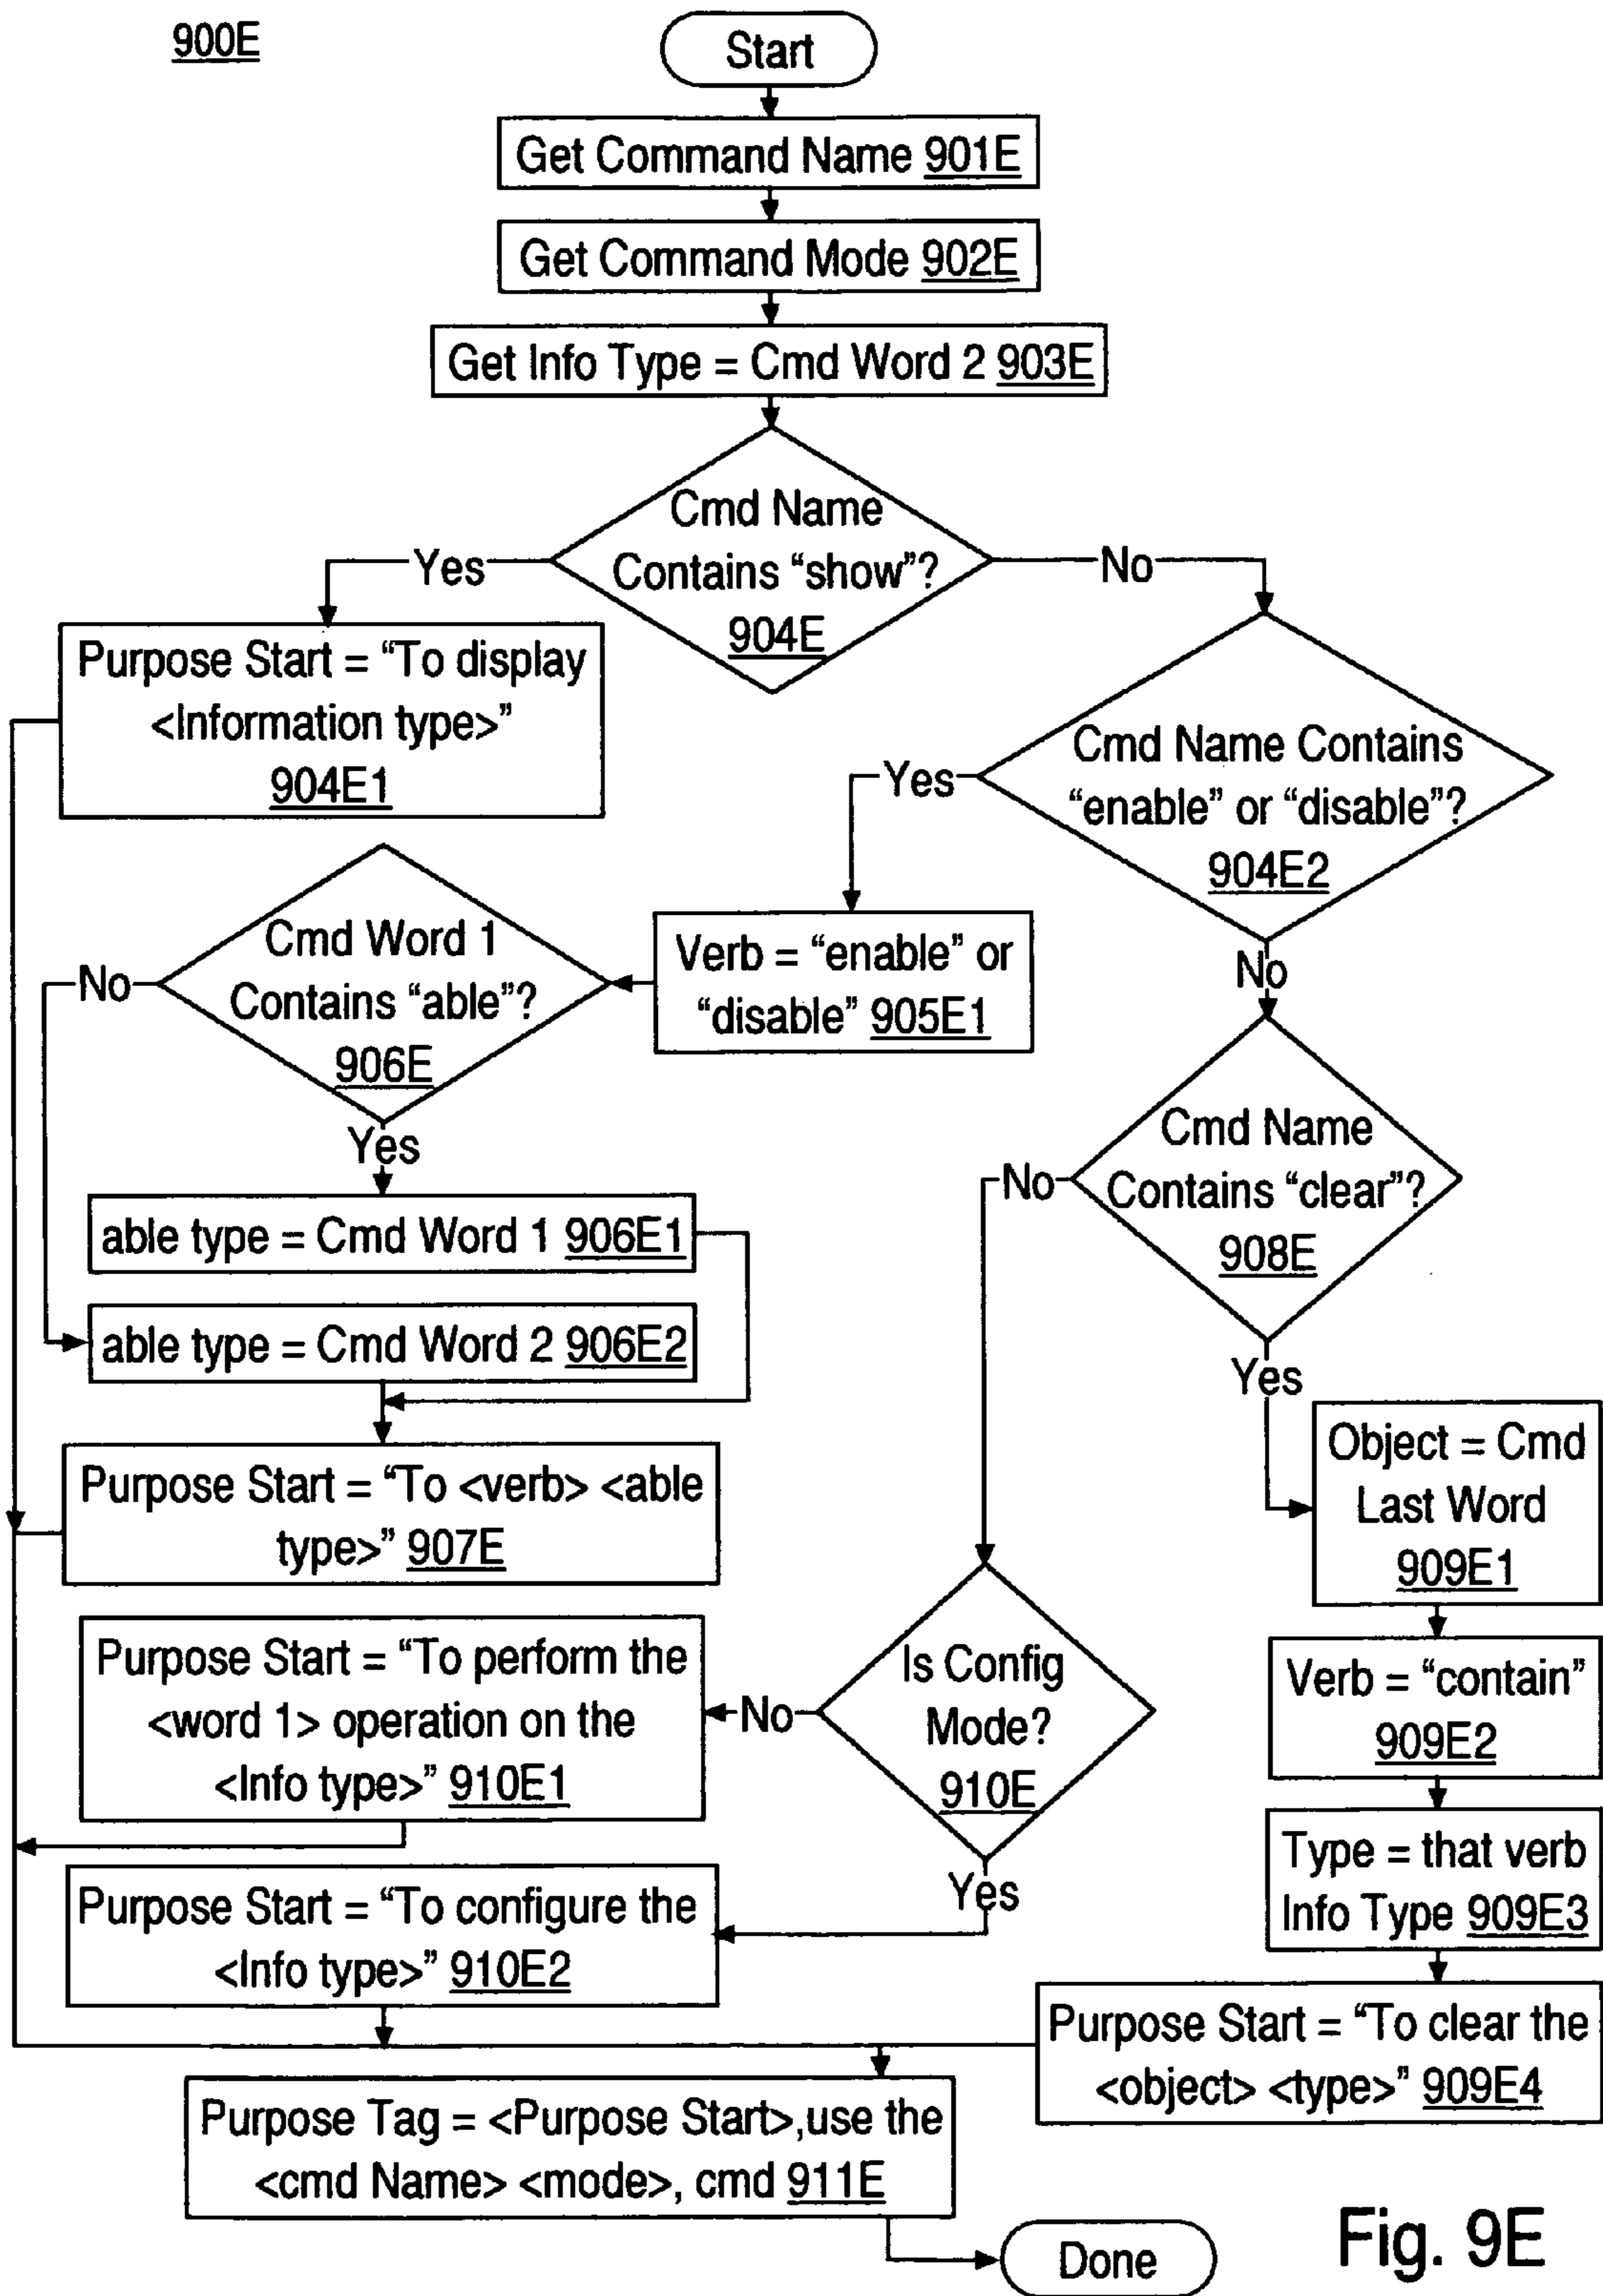 900E
Start
Get Command Name 901E
Get Command Mode 902E
Get Info Type = Cmd Word 2 903E
Cmd Name
Contains “show”?
904E
Yes
No
Purpose Start = “To display
<Information type>”
904E1
Cmd Name Contains
“enable” or “disable”?
904E2
Yes
No
Verb = “enable” or
“disable” 905E1
Cmd Word 1
Contains “able”?
906E
No
Yes
able type = Cmd Word 1 906E1
able type = Cmd Word 2 906E2
Purpose Start = “To <verb> <able
type>” 907E
Cmd Name
Contains “clear”?
908E
No
Yes
Object = Cmd
Last Word
909E1
Verb = “contain”
909E2
Type = that verb
Info Type 909E3
Purpose Start = “To clear the
<object> <type>” 909E4
Is Config
Mode?
910E
No
Yes
Purpose Start = “To perform the
<word 1> operation on the
<Info type>” 910E1
Purpose Start = “To configure the
<Info type>” 910E2
Purpose Tag = <Purpose Start>,use the
<cmd Name> <mode>, cmd 911E
Done
Fig. 9E